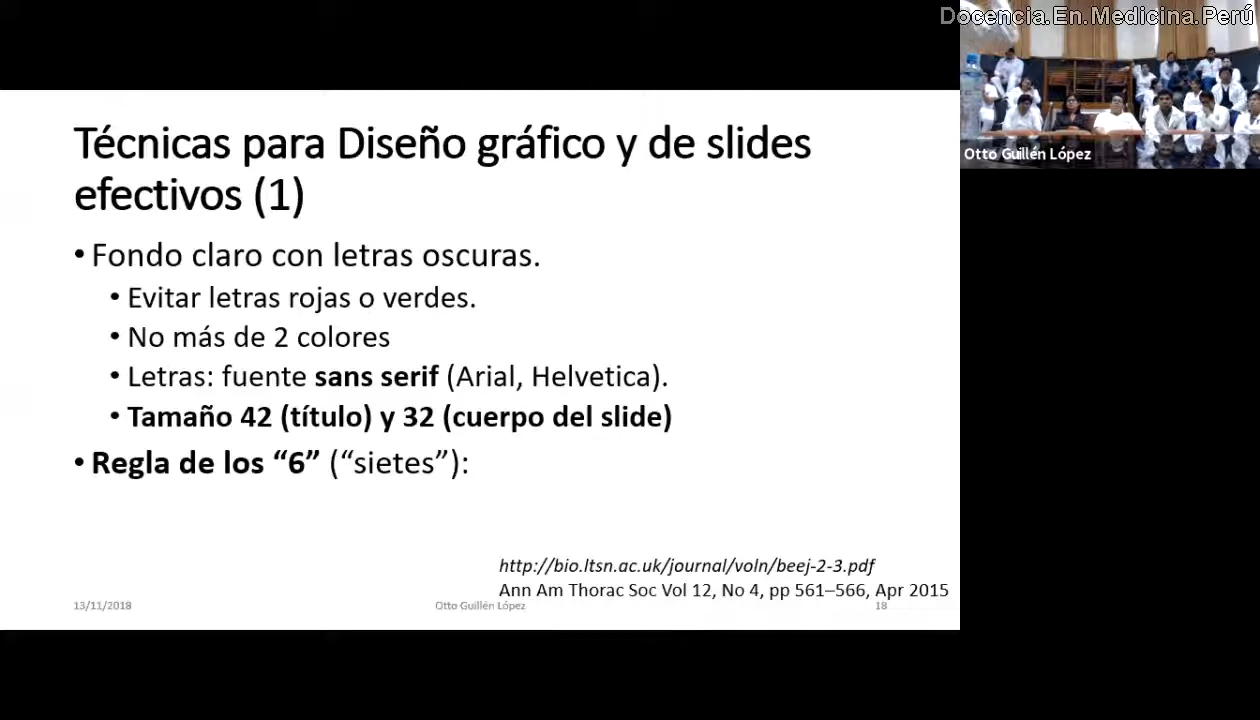 Docencia.En.Medicina.Perú
Otto Guillén López
Técnicas para Diseño gráfico y de slides
efectivos (1)
• Fondo claro con letras oscuras.
• Evitar letras rojas o verdes.
• No más de 2 colores
• Letras: fuente sans serif (Arial, Helvetica).
• Tamaño 42 (título) y 32 (cuerpo del slide)
• Regla de los “6” (“sietes”):
http://bio.ltsn.ac.uk/journal/voln/beej-2-3.pdf
Ann Am Thorac Soc Vol 12, No 4, pp 561–566, Apr 2015
13/11/2018
Otto Guillén López
18